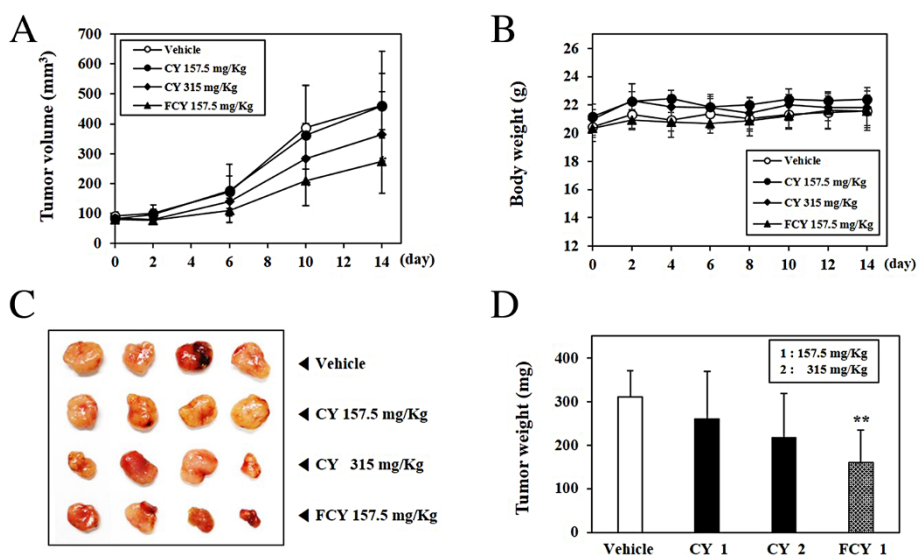 A
Tumor volume (mm³)
700
600
500
400
300
200
100
0
0 2 4 6 8 10 12 14 (day)
Vehicle
CY 157.5 mg/Kg
CY 315 mg/Kg
FCY 157.5 mg/Kg
B
Body weight (g)
26
24
22
20
18
16
14
12
0 2 4 6 8 10 12 14 (day)
Vehicle
CY 157.5 mg/Kg
CY 315 mg/Kg
FCY 157.5 mg/Kg
C
Vehicle
CY 157.5 mg/Kg
CY 315 mg/Kg
FCY 157.5 mg/Kg
D
Tumor weight (mg)
400
300
200
100
0
1 : 157.5 mg/Kg
2 : 315 mg/Kg
**
Vehicle CY 1 CY 2 FCY 1